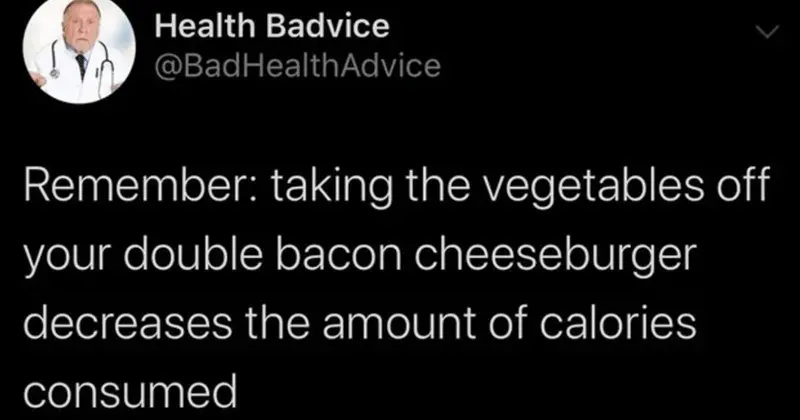 Health Badvice
@BadHealthAdvice
Remember: taking the vegetables off
your double bacon cheeseburger
decreases the amount of calories
consumed